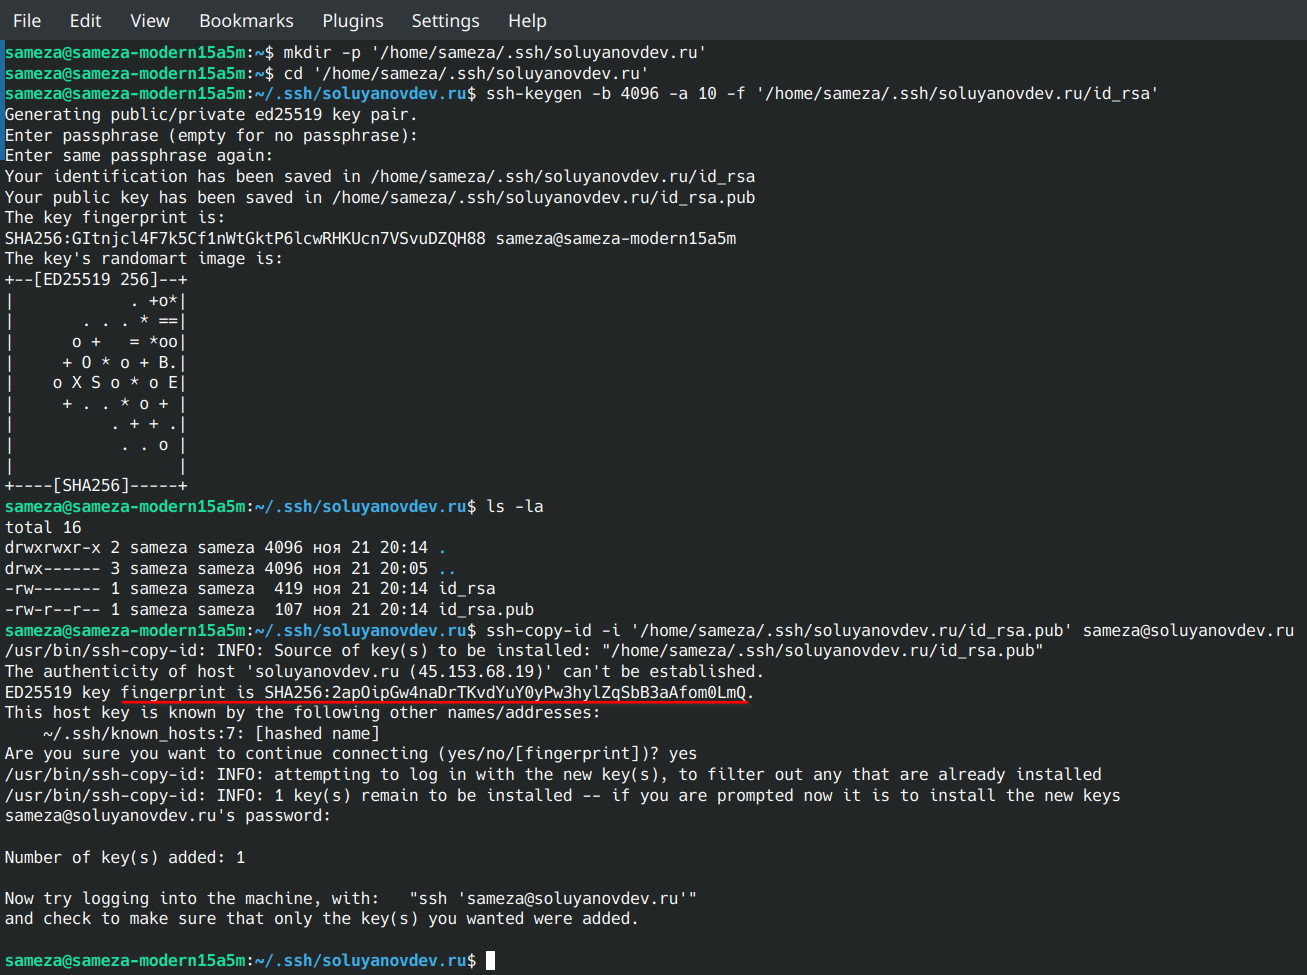 File Edit View Bookmarks Plugins Settings Help
sameza@sameza-modern15a5m:~$ mkdir -p '/home/sameza/.ssh/soluyanovdev.ru'
sameza@sameza-modern15a5m:~$ cd '/home/sameza/.ssh/soluyanovdev.ru'
sameza@sameza-modern15a5m:~/.ssh/soluyanovdev.ru$ ssh-keygen -b 4096 -a 10 -f '/home/sameza/.ssh/soluyanovdev.ru/id_rsa'
Generating public/private ed25519 key pair.
Enter passphrase (empty for no passphrase):
Enter same passphrase again:
Your identification has been saved in /home/sameza/.ssh/soluyanovdev.ru/id_rsa
Your public key has been saved in /home/sameza/.ssh/soluyanovdev.ru/id_rsa.pub
The key fingerprint is:
SHA256:GItnjcl4F7k5Cf1nWtGktP6lcwRHKUcn7VSvuDZQH88 sameza@sameza-modern15a5m
The key's randomart image is:
+--[ED25519 256]--+
|            . +o*|
|       . . . * ==|
|      o +   = *oo|
|     + O * o + B.|
|    o X S o * o E|
|     + . . * o + |
|          . + + .|
|           . . o |
|                 |
+----[SHA256]-----+
sameza@sameza-modern15a5m:~/.ssh/soluyanovdev.ru$ ls -la
total 16
drwxrwxr-x 2 sameza sameza 4096 ноя 21 20:14 .
drwx------ 3 sameza sameza 4096 ноя 21 20:05 ..
-rw------- 1 sameza sameza  419 ноя 21 20:14 id_rsa
-rw-r--r-- 1 sameza sameza  107 ноя 21 20:14 id_rsa.pub
sameza@sameza-modern15a5m:~/.ssh/soluyanovdev.ru$ ssh-copy-id -i '/home/sameza/.ssh/soluyanovdev.ru/id_rsa.pub' sameza@soluyanovdev.ru
/usr/bin/ssh-copy-id: INFO: Source of key(s) to be installed: "/home/sameza/.ssh/soluyanovdev.ru/id_rsa.pub"
The authenticity of host 'soluyanovdev.ru (45.153.68.19)' can't be established.
ED25519 key fingerprint is SHA256:2apOipGw4naDrTKvdYuY0yPw3hylZqSbB3aAfom0LmQ.
This host key is known by the following other names/addresses:
    ~/.ssh/known_hosts:7: [hashed name]
Are you sure you want to continue connecting (yes/no/[fingerprint])? yes
/usr/bin/ssh-copy-id: INFO: attempting to log in with the new key(s), to filter out any that are already installed
/usr/bin/ssh-copy-id: INFO: 1 key(s) remain to be installed -- if you are prompted now it is to install the new keys
sameza@soluyanovdev.ru's password:
Number of key(s) added: 1
Now try logging into the machine, with:   "ssh 'sameza@soluyanovdev.ru'"
and check to make sure that only the key(s) you wanted were added.
sameza@sameza-modern15a5m:~/.ssh/soluyanovdev.ru$